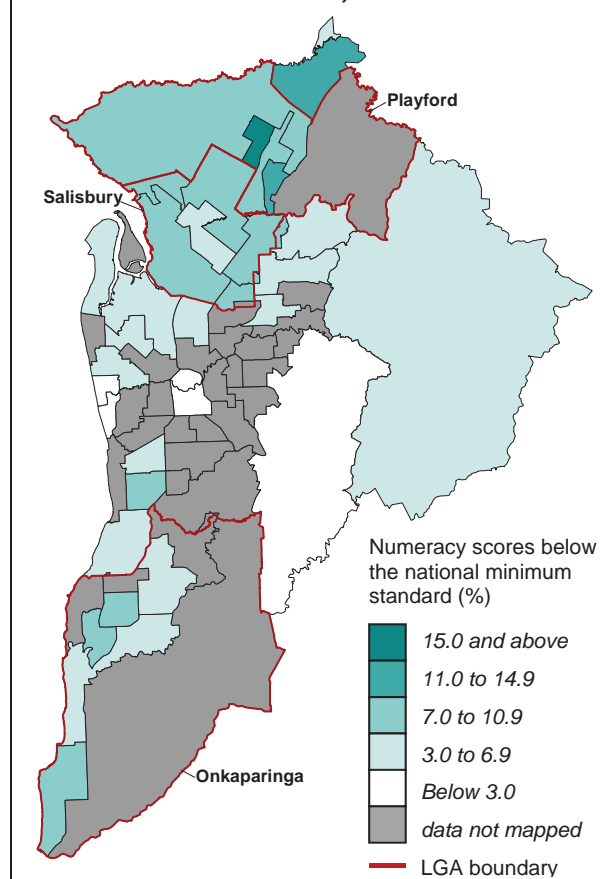 Playford
Salisbury
Onkaparinga
Numeracy scores below
the national minimum
standard (%)
15.0 and above
11.0 to 14.9
7.0 to 10.9
3.0 to 6.9
Below 3.0
data not mapped
LGA boundary